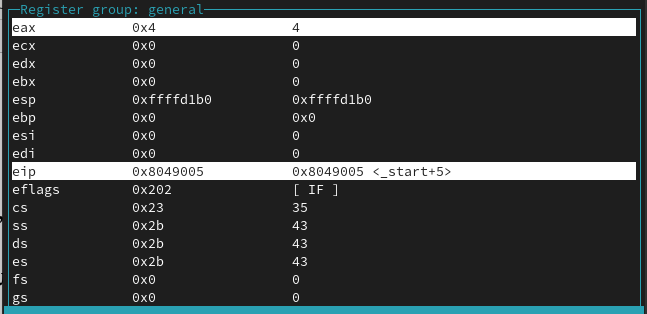 Register group: general
eax 0x4 4
ecx 0x0 0
edx 0x0 0
ebx 0x0 0
esp 0xffffd1b0 0xffffd1b0
ebp 0x0 0x0
esi 0x0 0
edi 0x0 0
eip 0x8049005 0x8049005 <_start+5>
eflags 0x202 [ IF ]
cs 0x23 35
ss 0x2b 43
ds 0x2b 43
es 0x2b 43
fs 0x0 0
gs 0x0 0